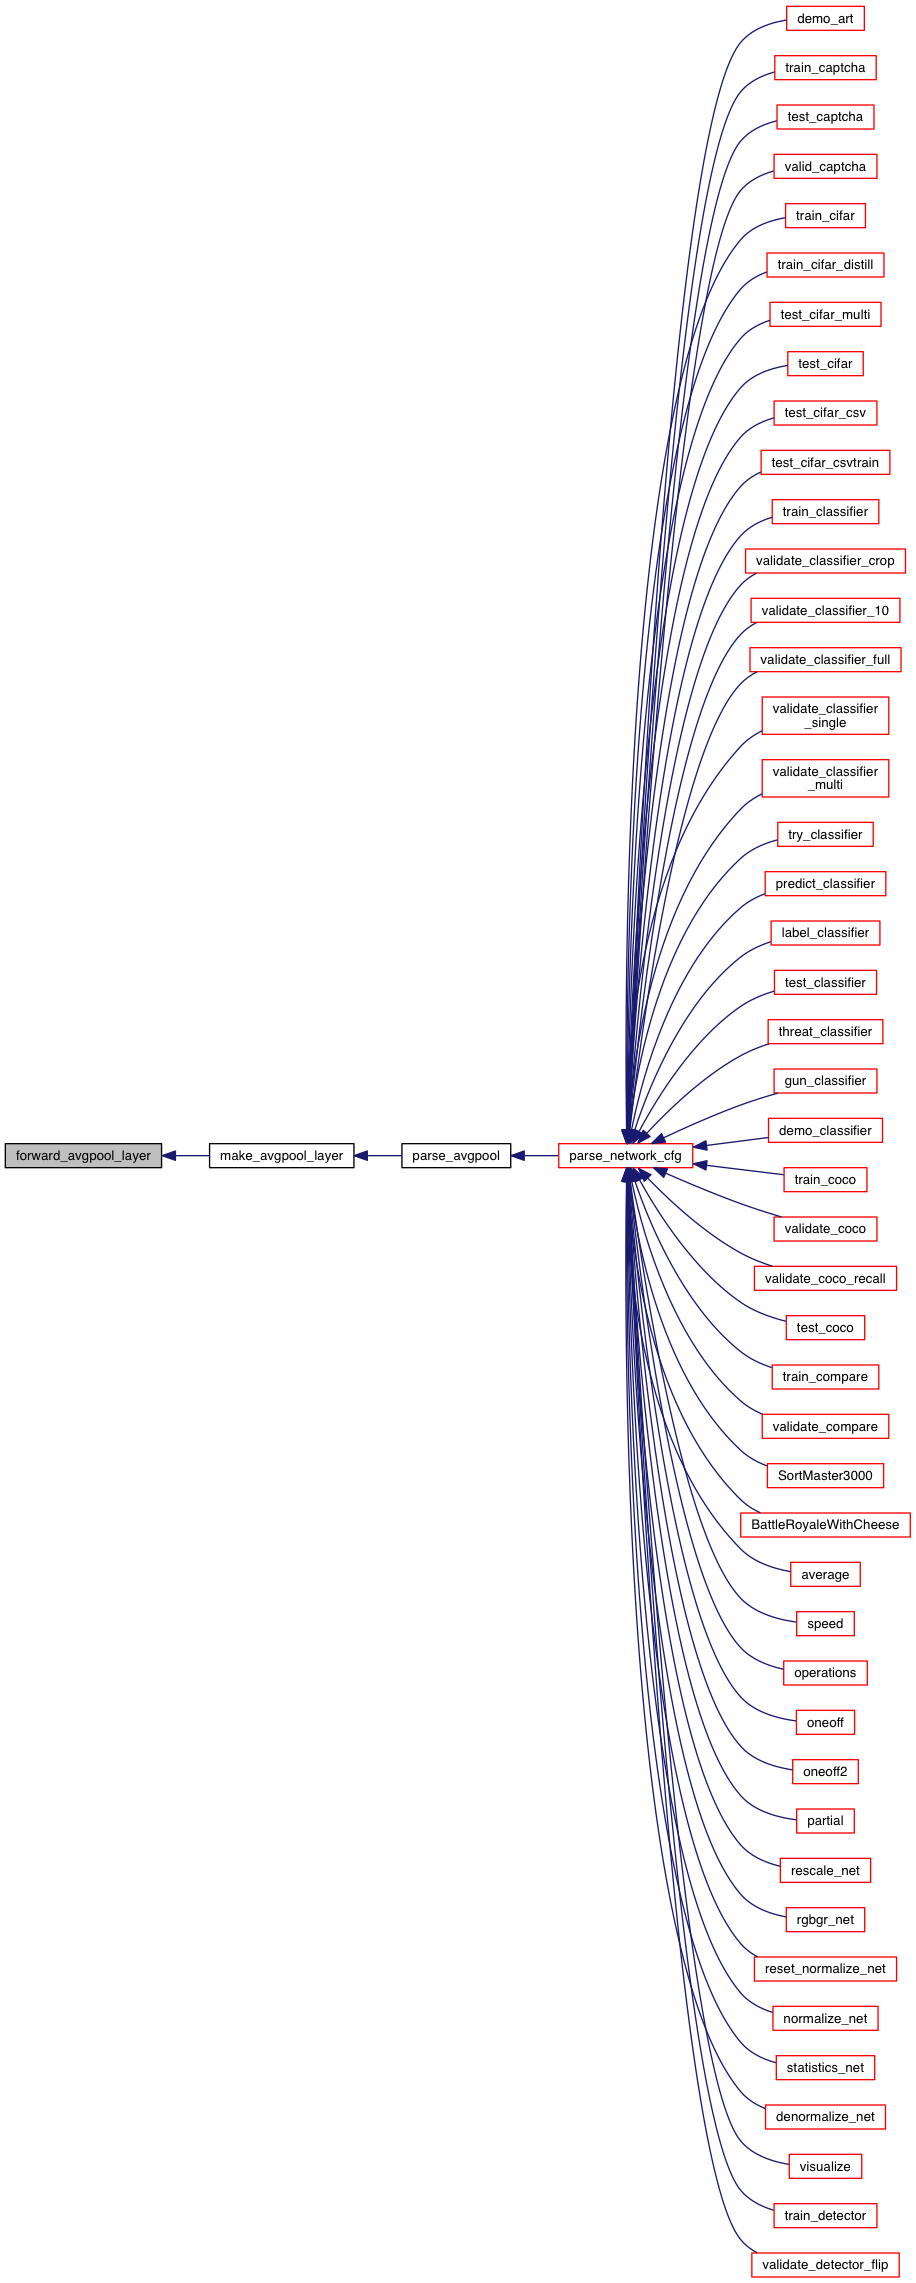 demo_art
train_captcha
test_captcha
valid_captcha
train_cifar
train_cifar_distill
test_cifar_multi
test_cifar
test_cifar_csv
test_cifar_csvtrain
train_classifier
validate_classifier_crop
validate_classifier_10
validate_classifier_full
validate_classifier
_single
validate_classifier
_multi
try_classifier
predict_classifier
label_classifier
test_classifier
threat_classifier
gun_classifier
demo_classifier
forward_avgpool_layer
make_avgpool_layer
parse_avgpool
parse_network_cfg
train_coco
validate_coco
validate_coco_recall
test_coco
train_compare
validate_compare
SortMaster3000
BattleRoyaleWithCheese
average
speed
operations
oneoff
oneoff2
partial
rescale_net
rgbgr_net
reset_normalize_net
normalize_net
statistics_net
denormalize_net
visualize
train_detector
validate_detector_flip